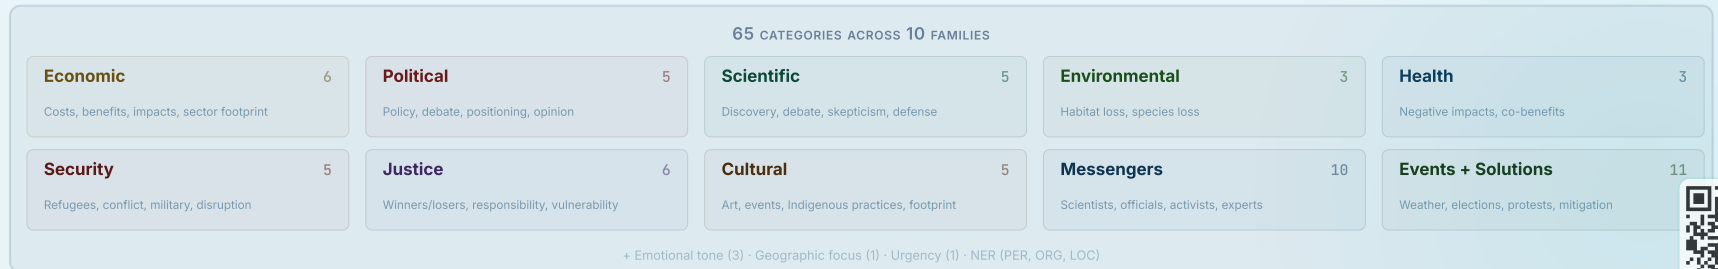 65 CATEGORIES ACROSS 10 FAMILIES
Economic 6
Costs, benefits, impacts, sector footprint
Political 5
Policy, debate, positioning, opinion
Scientific 5
Discovery, debate, skepticism, defense
Environmental 3
Habitat loss, species loss
Health 3
Negative impacts, co-benefits
Security 5
Refugees, conflict, military, disruption
Justice 6
Winners/losers, responsibility, vulnerability
Cultural 5
Art, events, Indigenous practices, footprint
Messengers 10
Scientists, officials, activists, experts
Events + Solutions 11
Weather, elections, protests, mitigation
+ Emotional tone (3) · Geographic focus (1) · Urgency (1) · NER (PER, ORG, LOC)